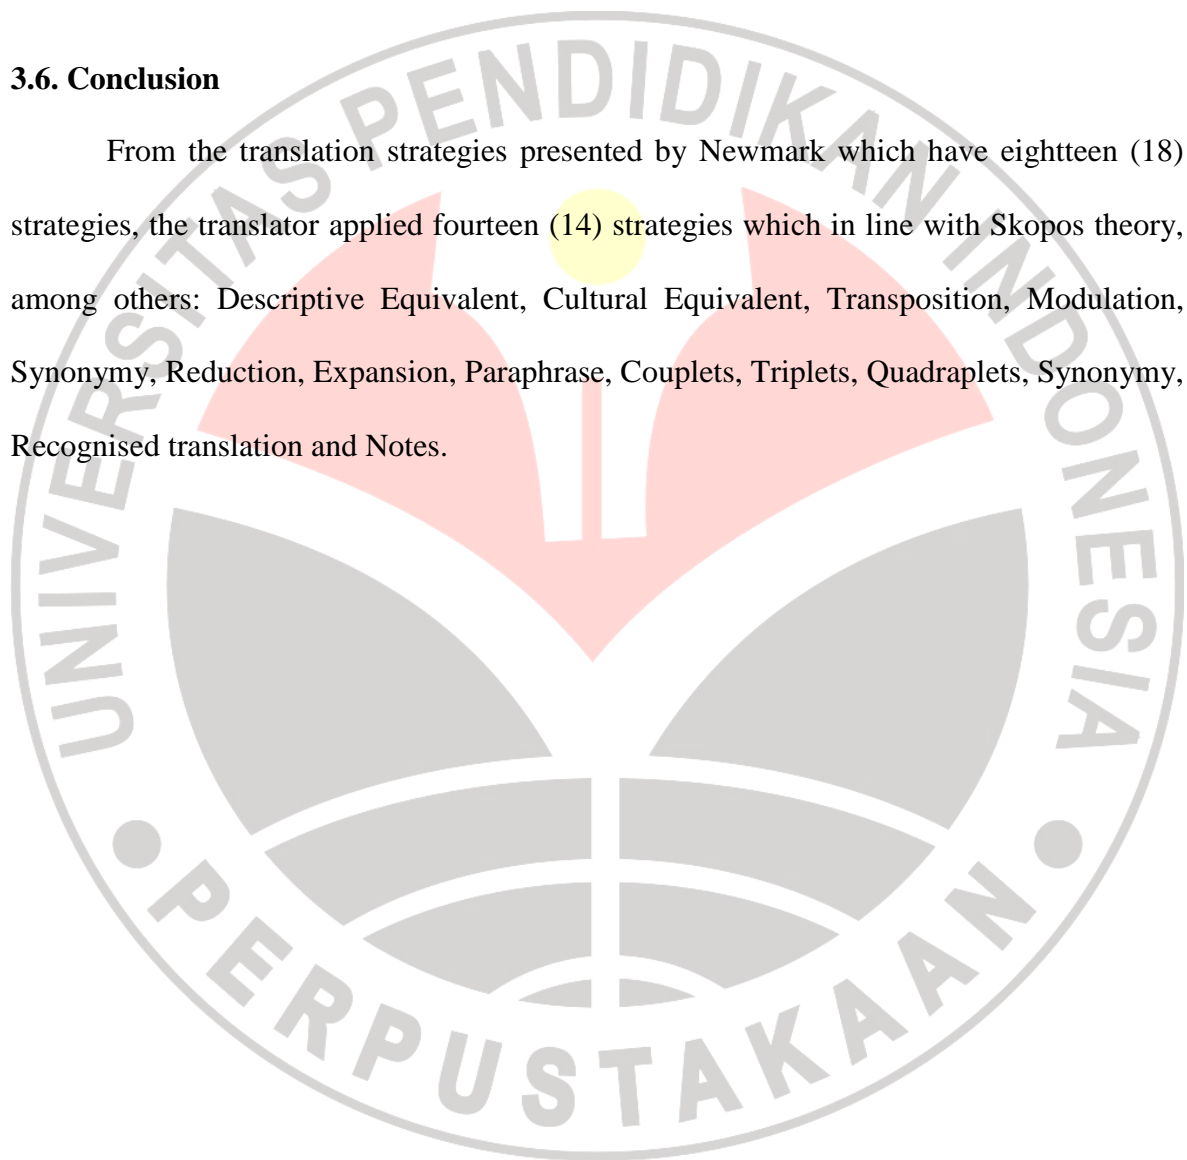 3.6. Conclusion
From the translation strategies presented by Newmark which have eightteen (18)
strategies, the translator applied fourteen (14) strategies which in line with Skopos theory,
among others: Descriptive Equivalent, Cultural Equivalent, Transposition, Modulation,
Synonymy, Reduction, Expansion, Paraphrase, Couplets, Triplets, Quadraplets, Synonymy,
Recognised translation and Notes.
UNIVERSITAS PENDIDIKAN INDONESIA
PERPUSTAKAAN